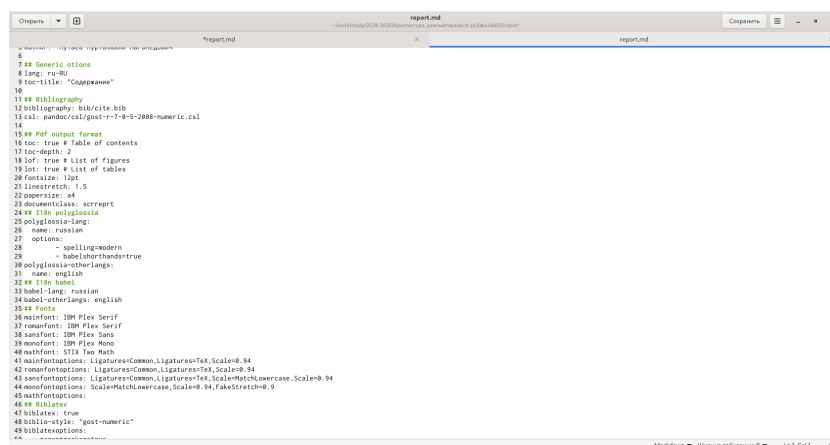 Открыть
report.md
~/work/study/2024-2025/Архитектура_компьютера/arch-pc/labs/lab03/report
Сохранить
*report.md
report.md
6
7 ## Generic otions
8 lang: ru-RU
9 toc-title: "Содержание"
10
11 ## Bibliography
12 bibliography: bib/cite.bib
13 csl: pandoc/csl/gost-r-7-0-5-2008-numeric.csl
14
15 ## Pdf output format
16 toc: true # Table of contents
17 toc-depth: 2
18 lof: true # List of figures
19 lot: true # List of tables
20 fontsize: 12pt
21 linestretch: 1.5
22 papersize: a4
23 documentclass: scrreprt
24 ## I18n polyglossia
25 polyglossia-lang:
26   name: russian
27   options:
28         - spelling=modern
29         - babelshorthands=true
30 polyglossia-otherlangs:
31   name: english
32 ## I18n babel
33 babel-lang: russian
34 babel-otherlangs: english
35 ## Fonts
36 mainfont: IBM Plex Serif
37 romanfont: IBM Plex Serif
38 sansfont: IBM Plex Sans
39 monofont: IBM Plex Mono
40 mathfont: STIX Two Math
41 mainfontoptions: Ligatures=Common,Ligatures=TeX,Scale=0.94
42 romanfontoptions: Ligatures=Common,Ligatures=TeX,Scale=0.94
43 sansfontoptions: Ligatures=Common,Ligatures=TeX,Scale=MatchLowercase,Scale=0.94
44 monofontoptions: Scale=MatchLowercase,Scale=0.94,FakeStretch=0.9
45 mathfontoptions:
46 ## Biblatex
47 biblatex: true
48 biblio-style: "gost-numeric"
49 biblatexoptions: